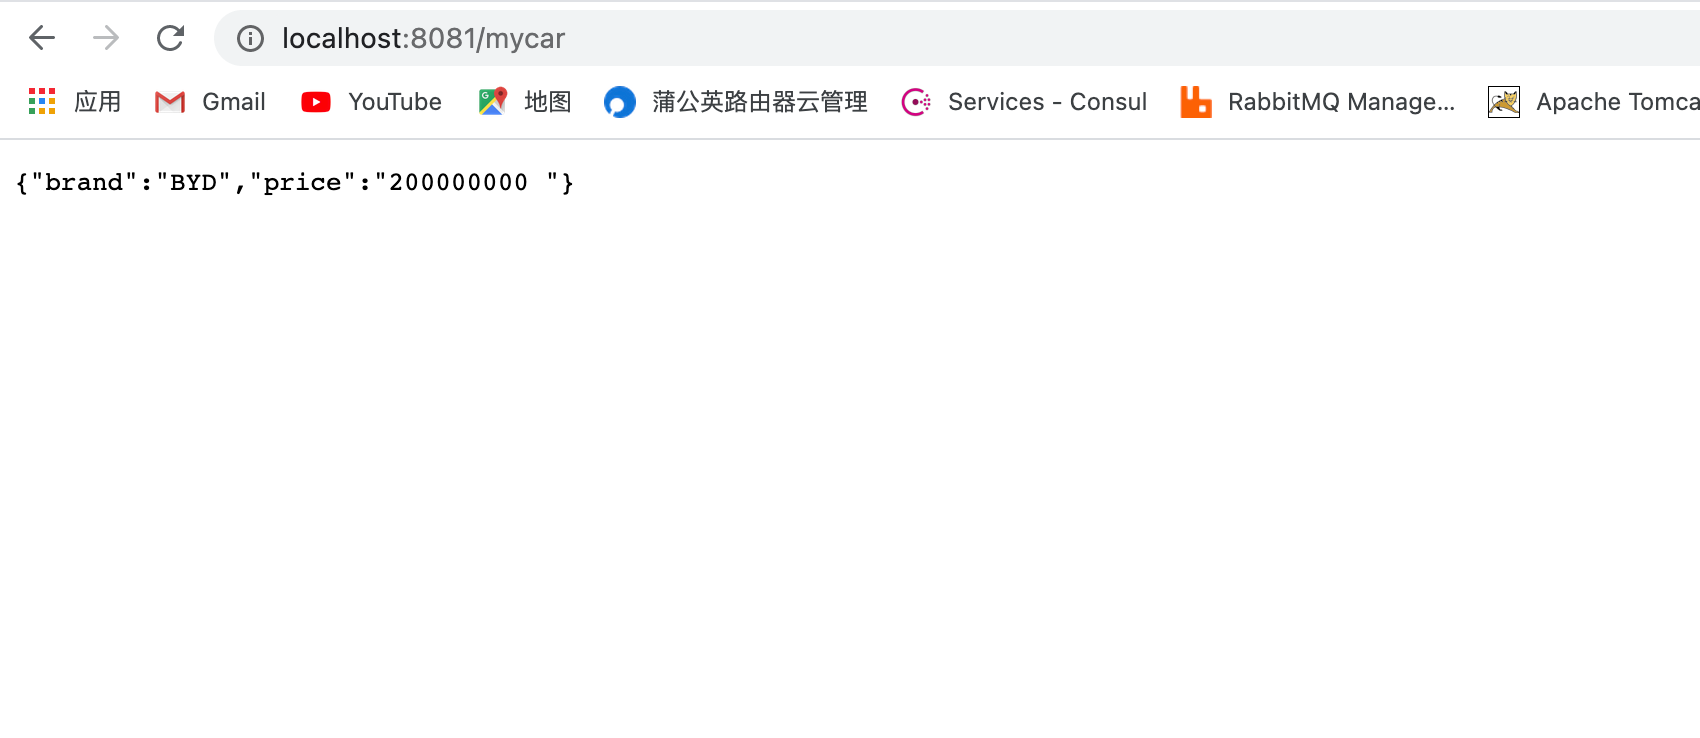 localhost:8081/mycar
应用 Gmail YouTube 地图 蒲公英路由器云管理 Services - Consul RabbitMQ Manage... Apache Tomca
{"brand":"BYD","price":"200000000 "}